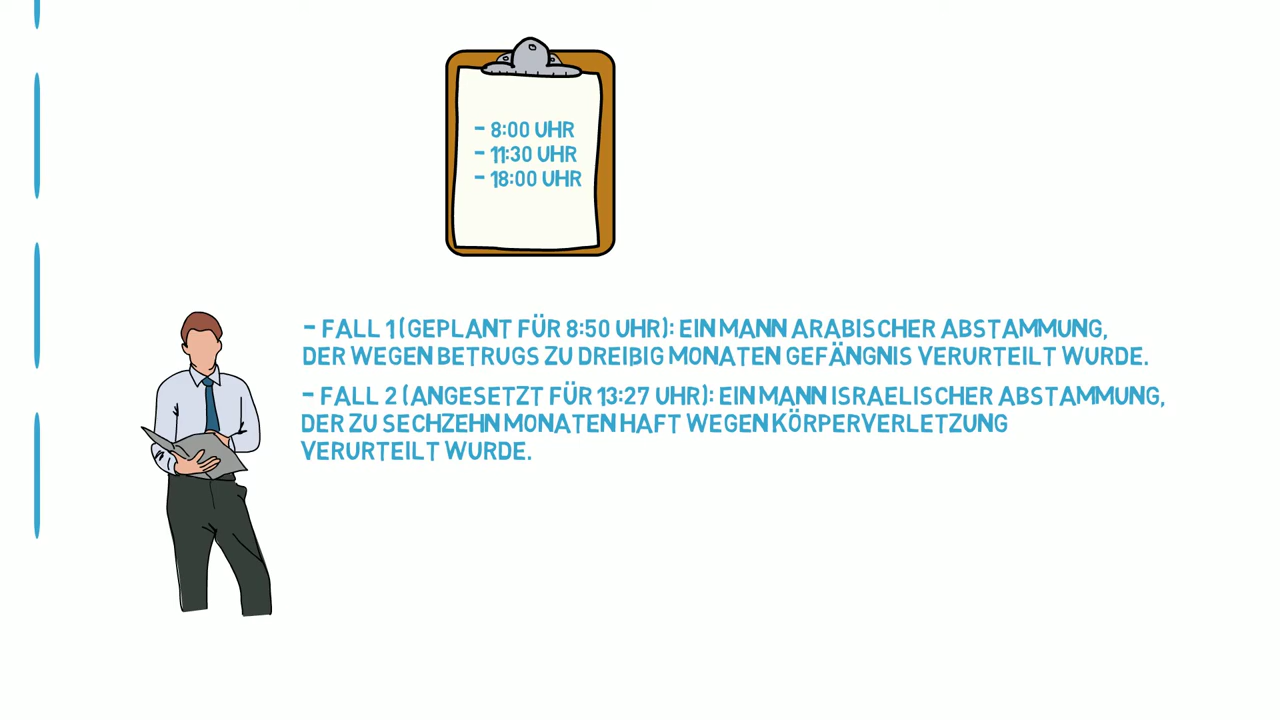 - 8:00 UHR
- 11:30 UHR
- 18:00 UHR
- FALL 1 (GEPLANT FÜR 8:50 UHR): EIN MANN ARABISCHER ABSTAMMUNG,
DER WEGEN BETRUGS ZU DREIßIG MONATEN GEFÄNGNIS VERURTEILT WURDE.
- FALL 2 (ANGESETZT FÜR 13:27 UHR): EIN MANN ISRAELISCHER ABSTAMMUNG,
DER ZU SECHZEHN MONATEN HAFT WEGEN KÖRPERVERLETZUNG
VERURTEILT WURDE.